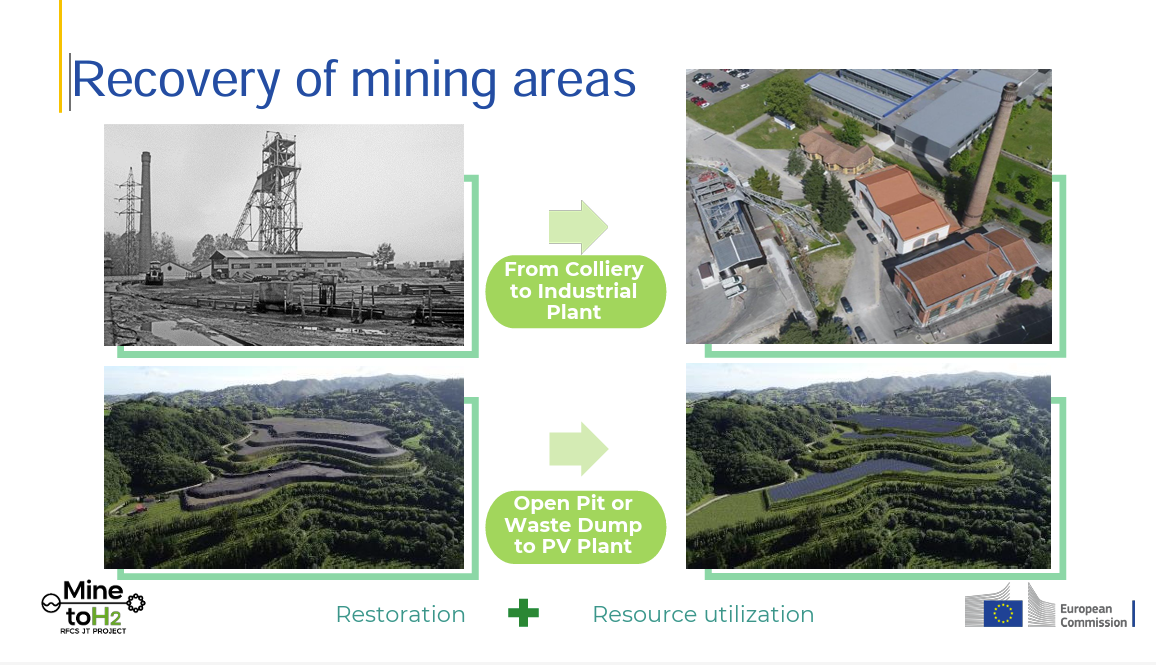 Recovery of mining areas
From Colliery
to Industrial
Plant
Open Pit or
Waste Dump
to PV Plant
Mine
toH2
RFCS JT PROJECT
Restoration
Resource utilization
European
Commission